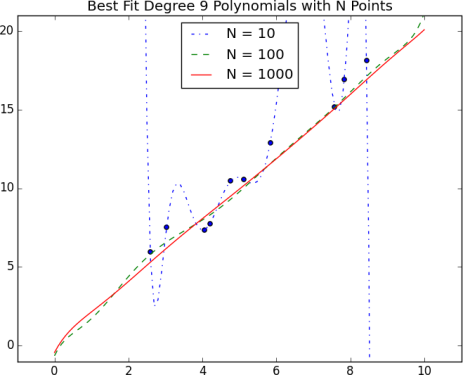 Best Fit Degree 9 Polynomials with N Points
N = 10
N = 100
N = 1000
20
15
10
5
0
0 2 4 6 8 10